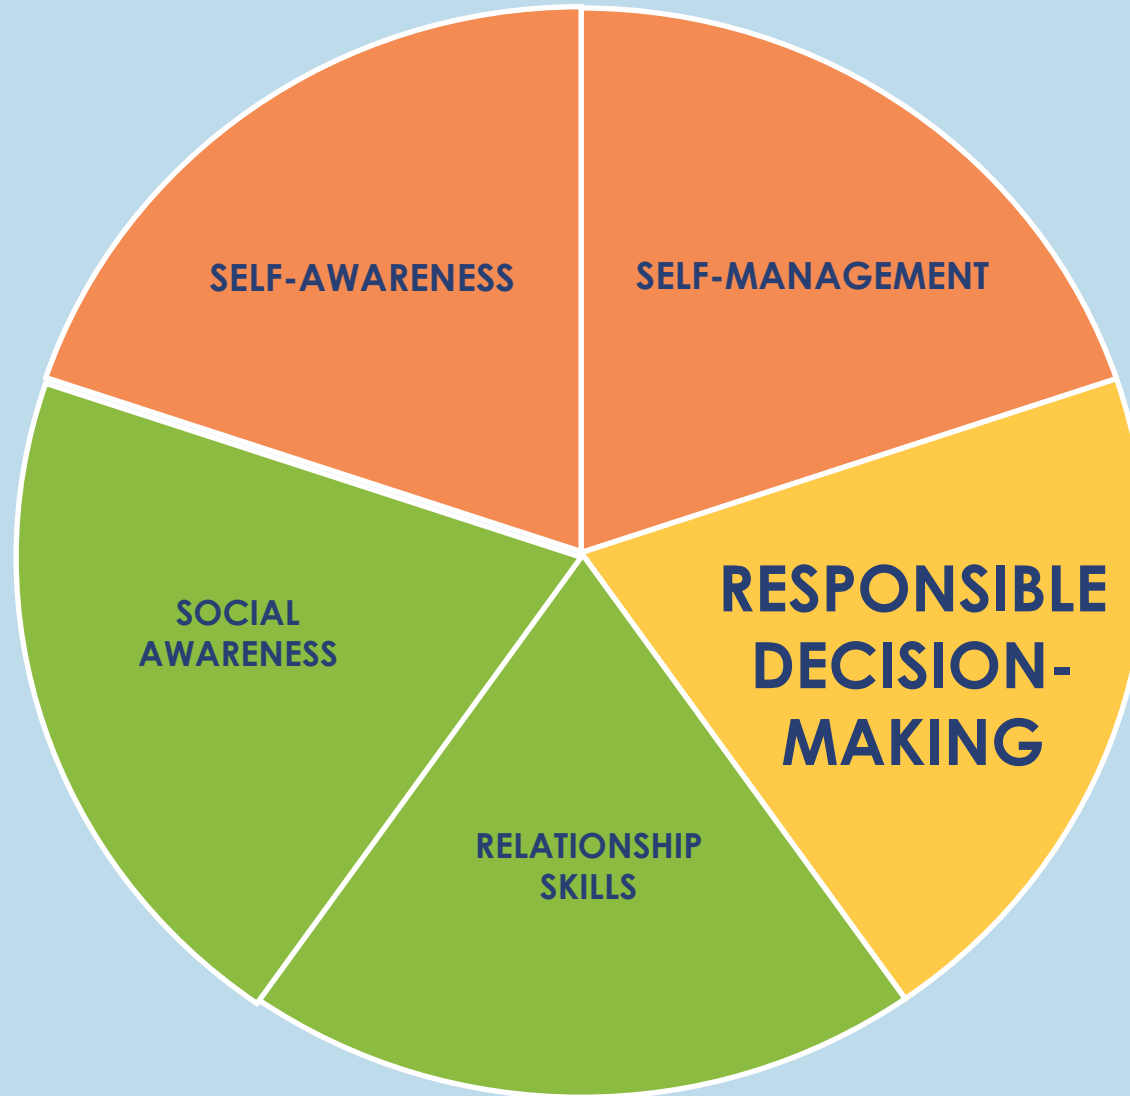 SELF-AWARENESS
SELF-MANAGEMENT
RESPONSIBLE
DECISION-
MAKING
SOCIAL
AWARENESS
RELATIONSHIP
SKILLS